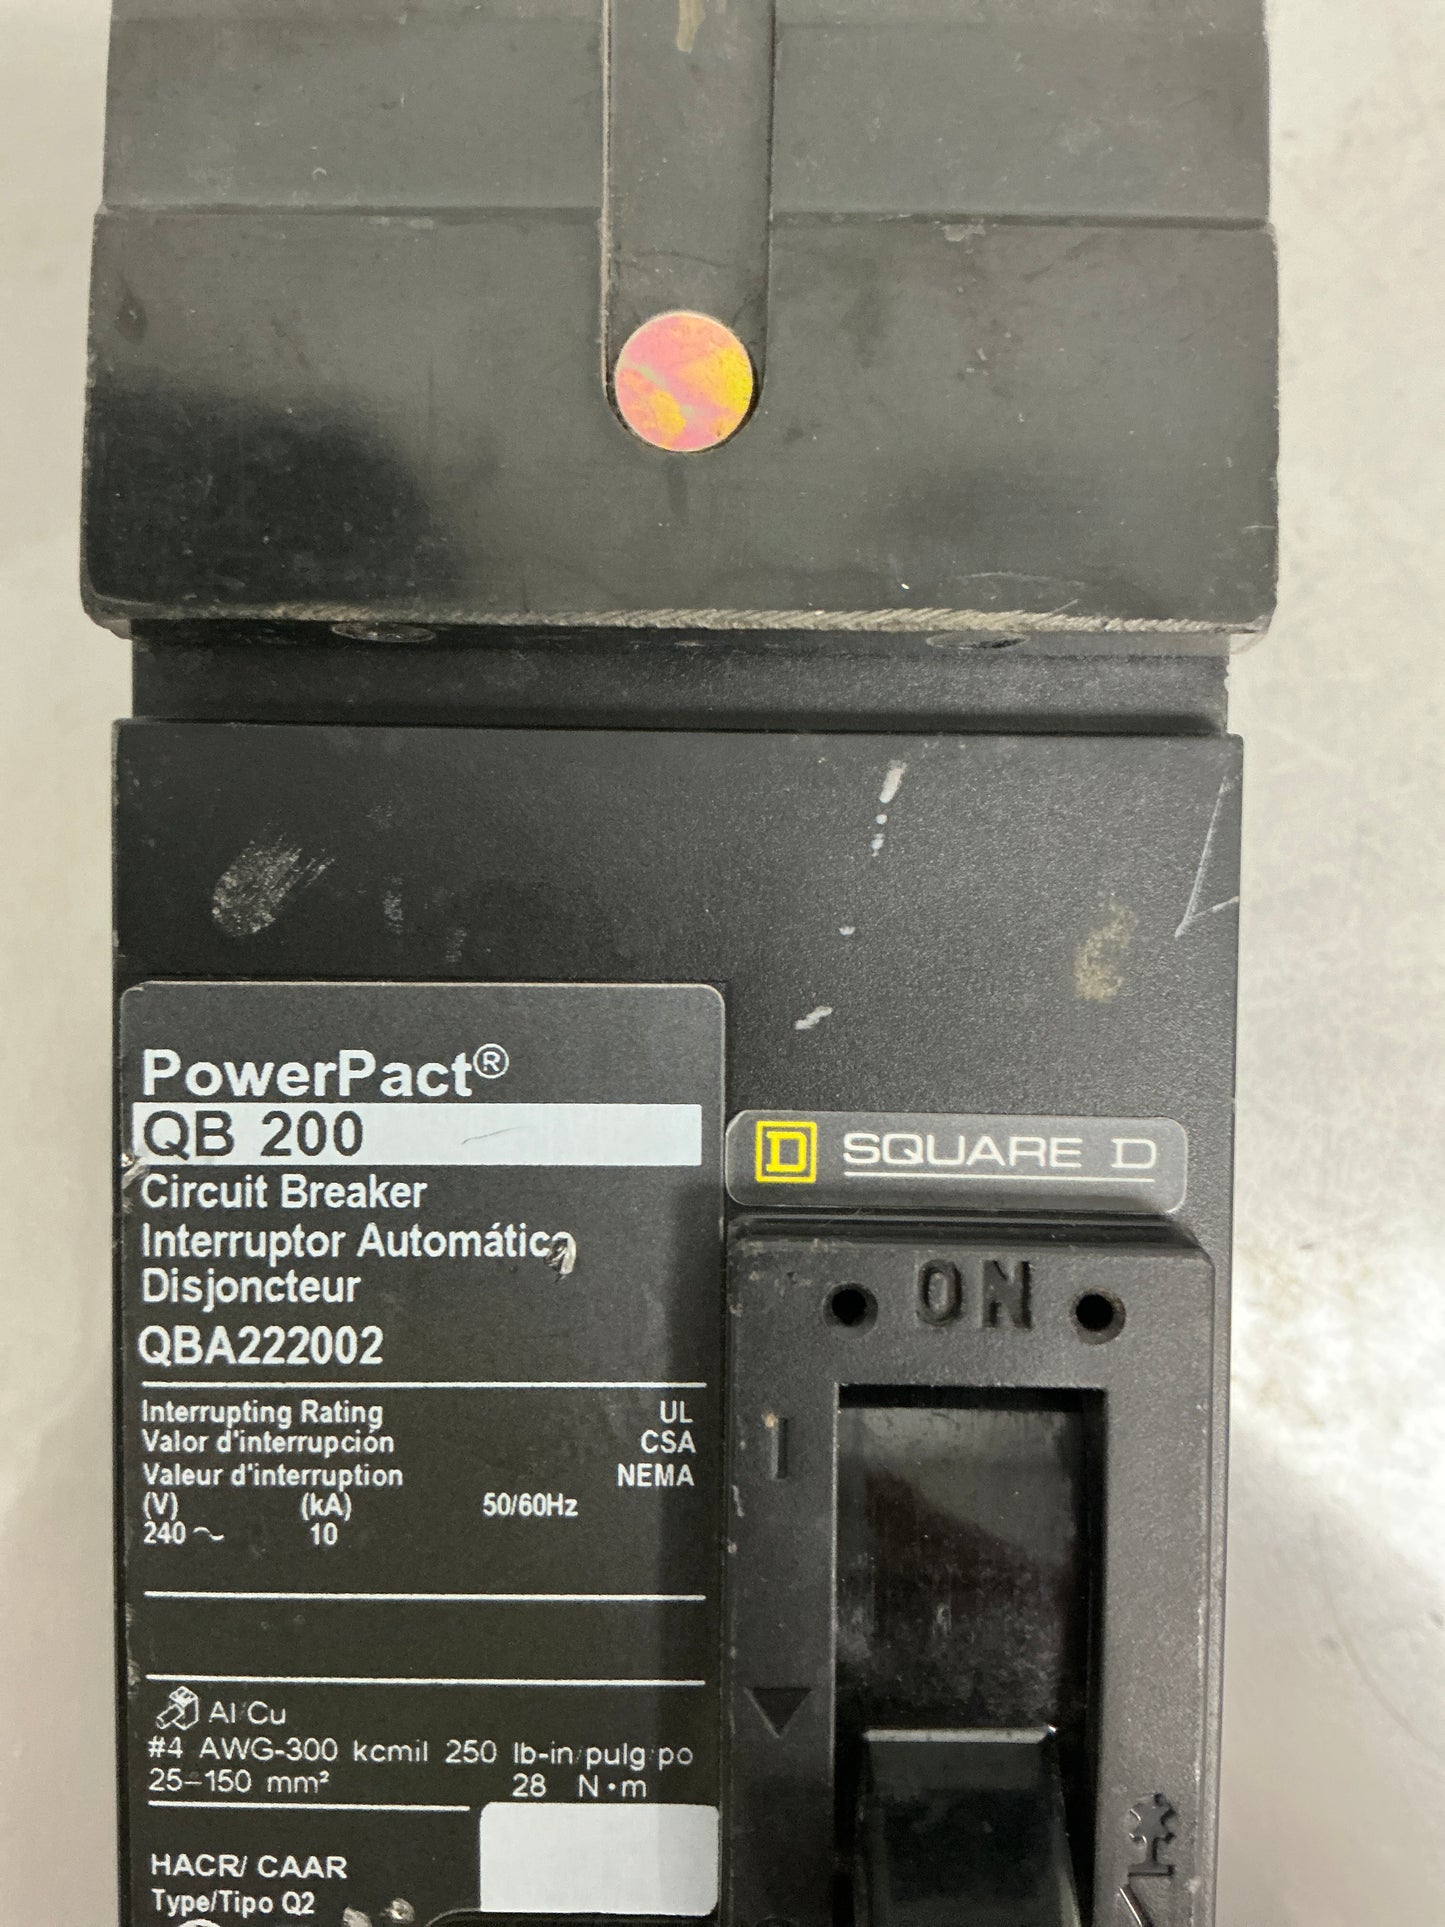 PowerPact®
QB 200
Circuit Breaker
Interruptor Automático
Disjoncteur
QBA222002
Interrupting Rating UL
Valor d'interrupción CSA
Valeur d'interruption NEMA
(V) (kA) 50/60Hz
240 ~ 10
Al/Cu
#4 AWG-300 kcmil 250 lb-in/pulg/po
25-150 mm² 28 N•m
HACR/ CAAR
Type/Tipo Q2
D SQUARE D
ON
I